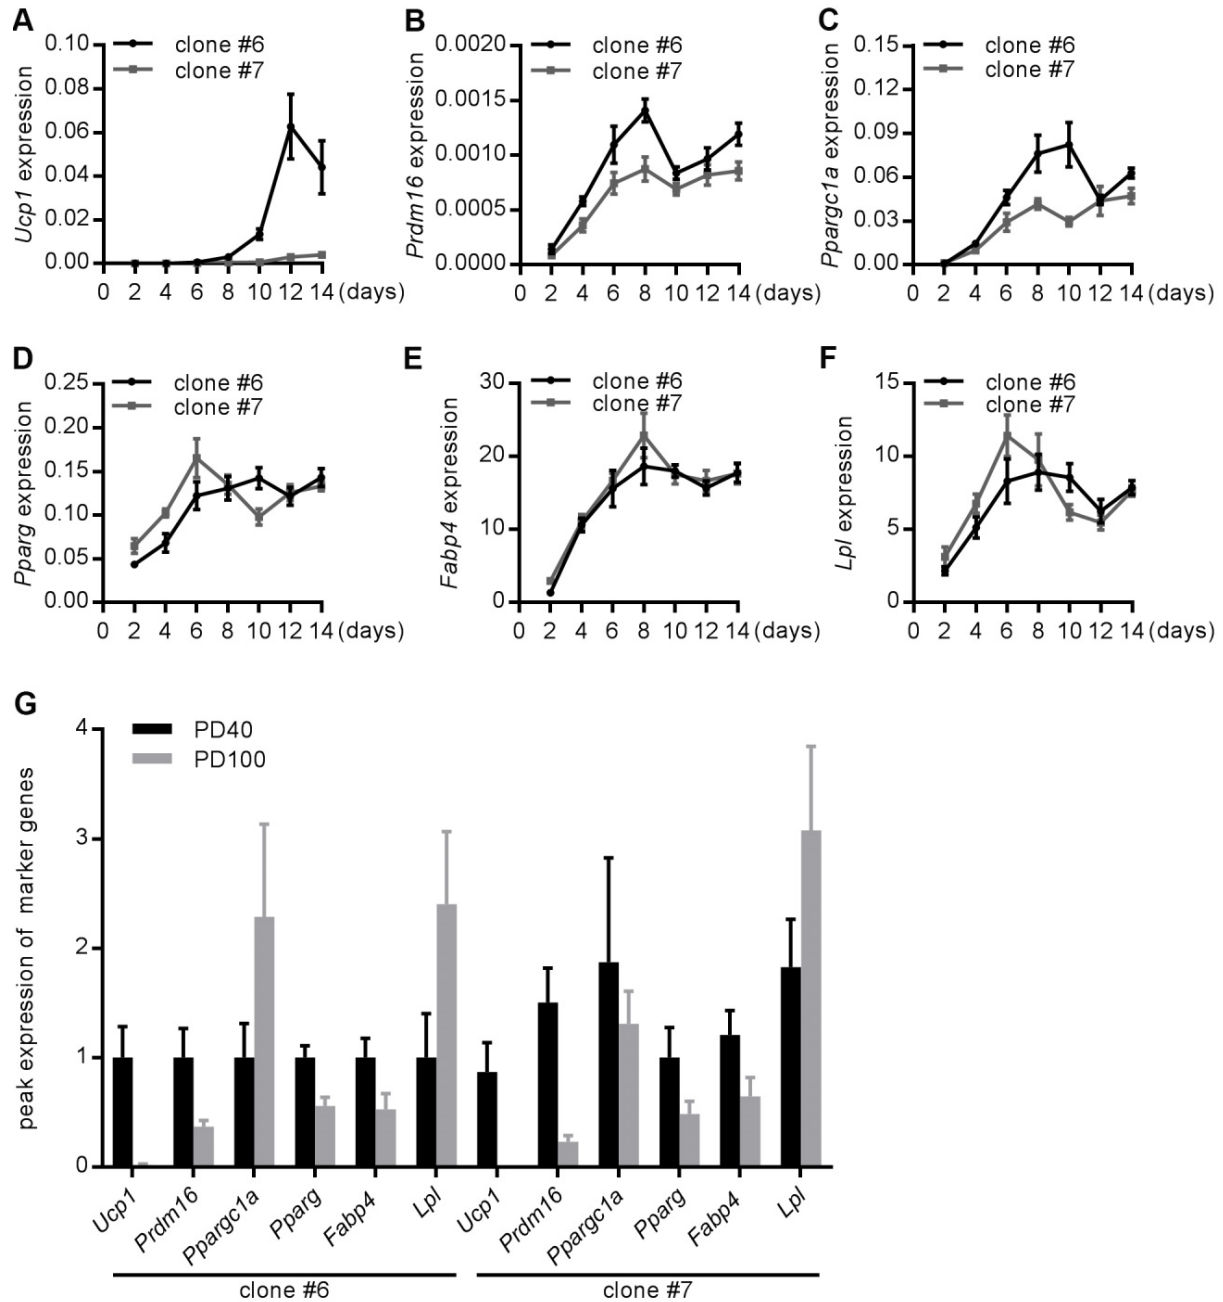 A
Ucp1 expression
0.10
0.08
0.06
0.04
0.02
0.00
clone #6
clone #7
0 2 4 6 8 10 12 14 (days)
B
Prdm16 expression
0.0020
0.0015
0.0010
0.0005
0.0000
clone #6
clone #7
0 2 4 6 8 10 12 14 (days)
C
Ppargc1a expression
0.15
0.12
0.09
0.06
0.03
0.00
clone #6
clone #7
0 2 4 6 8 10 12 14 (days)
D
Pparg expression
0.25
0.20
0.15
0.10
0.05
0.00
clone #6
clone #7
0 2 4 6 8 10 12 14 (days)
E
Fabp4 expression
30
20
10
0
clone #6
clone #7
0 2 4 6 8 10 12 14 (days)
F
Lpl expression
15
10
5
0
clone #6
clone #7
0 2 4 6 8 10 12 14 (days)
G
peak expression of marker genes
4
3
2
1
0
PD40
PD100
Ucp1
Prdm16
Ppargc1a
Pparg
Fabp4
Lpl
Ucp1
Prdm16
Ppargc1a
Pparg
Fabp4
Lpl
clone #6
clone #7